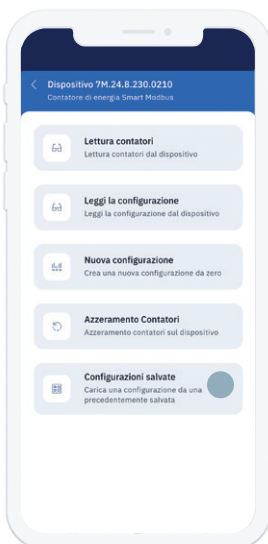 Dispositivo 7M.24.8.230.0210
Contatore di energia Smart Modbus
Lettura contatori
Lettura contatori dal dispositivo
Leggi la configurazione
Leggi la configurazione dal dispositivo
Nuova configurazione
Crea una nuova configurazione da zero
Azzeramento Contatori
Azzeramento contatori sul dispositivo
Configurazioni salvate
Carica una configurazione da una
precedentemente salvata